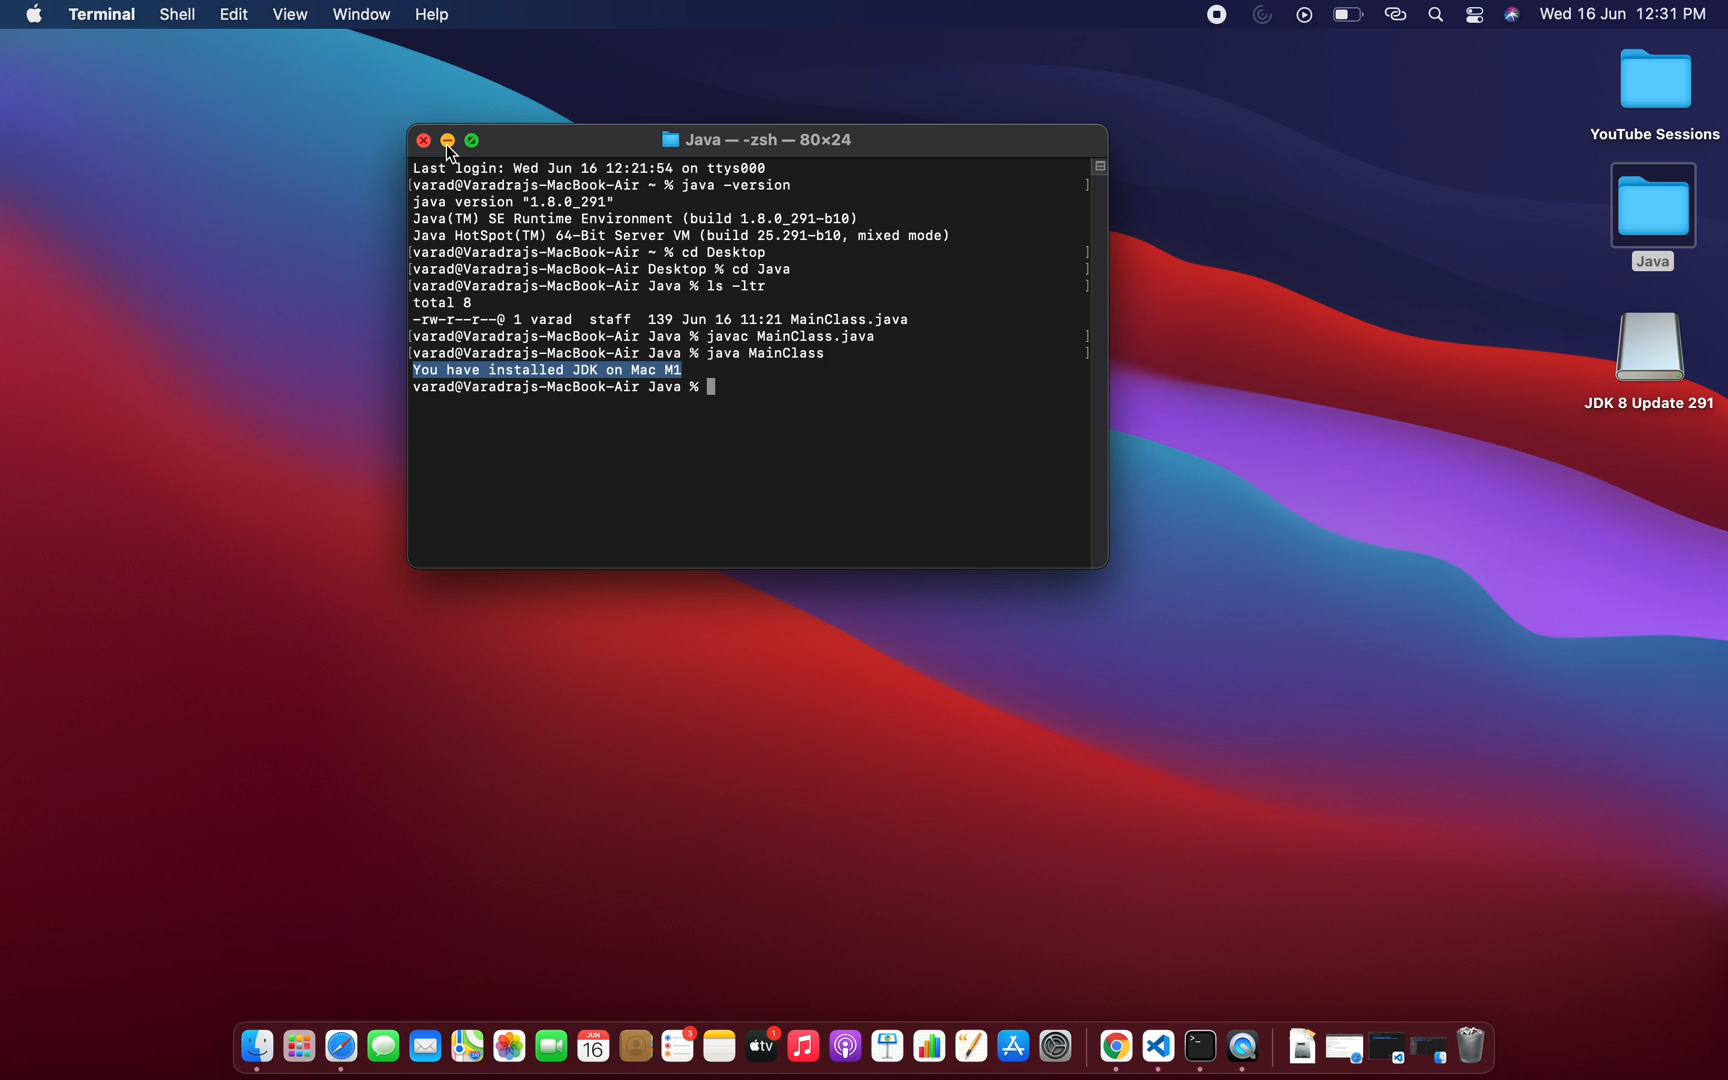 Terminal Shell Edit View Window Help Wed 16 Jun 12:31 PM
YouTube Sessions
Java
JDK 8 Update 291
Java — -zsh — 80×24
Last login: Wed Jun 16 12:21:54 on ttys000
[varad@Varadrajs-MacBook-Air ~ % java -version ]
java version "1.8.0_291"
Java(TM) SE Runtime Environment (build 1.8.0_291-b10)
Java HotSpot(TM) 64-Bit Server VM (build 25.291-b10, mixed mode)
[varad@Varadrajs-MacBook-Air ~ % cd Desktop ]
[varad@Varadrajs-MacBook-Air Desktop % cd Java ]
[varad@Varadrajs-MacBook-Air Java % ls -ltr ]
total 8
-rw-r--r--@ 1 varad  staff  139 Jun 16 11:21 MainClass.java
[varad@Varadrajs-MacBook-Air Java % javac MainClass.java ]
[varad@Varadrajs-MacBook-Air Java % java MainClass ]
You have installed JDK on Mac M1
varad@Varadrajs-MacBook-Air Java %
JUN
16
3
tv
1
>_